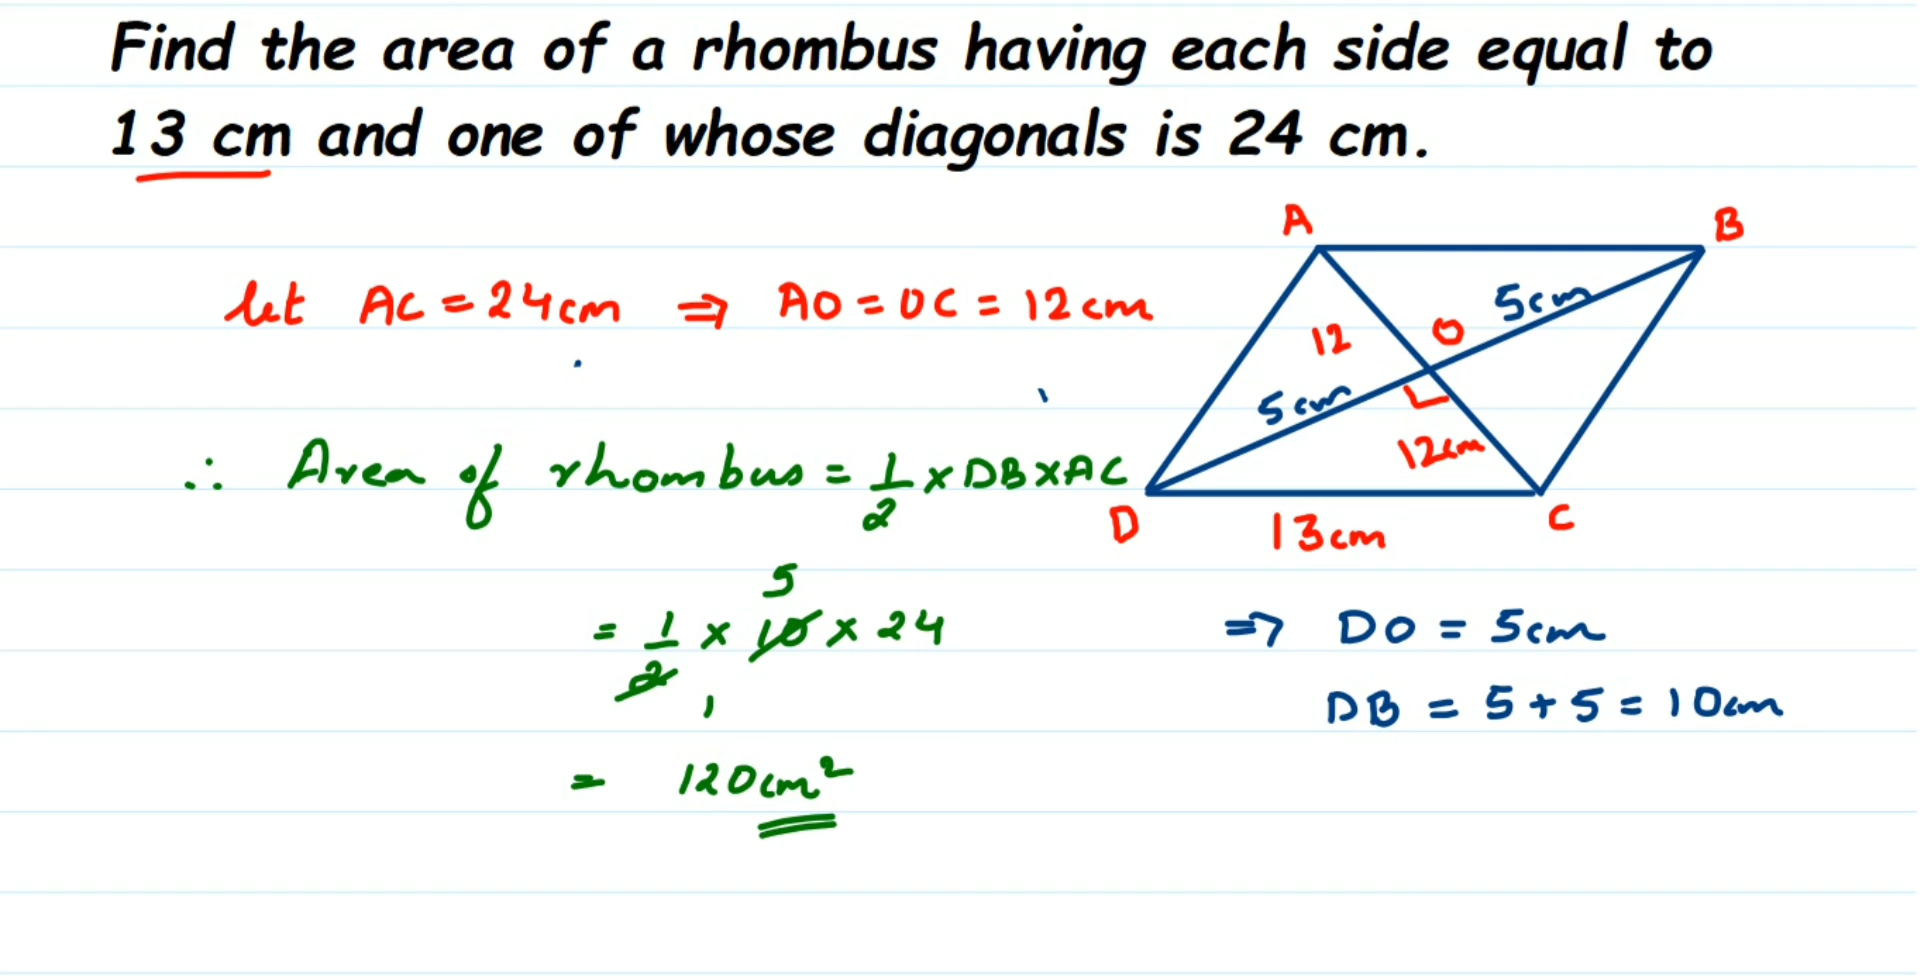 Find the area of a rhombus having each side equal to
13 cm and one of whose diagonals is 24 cm.
A
B
let AC = 24cm ⇒ AO = OC = 12cm
5cm
12
O
5cm
12cm
∴ Area of rhombus = 1/2 × DB × AC
D
13cm
C
5
= 1/2 × 10 × 24
1
= 120cm²
⇒ DO = 5cm
DB = 5 + 5 = 10cm